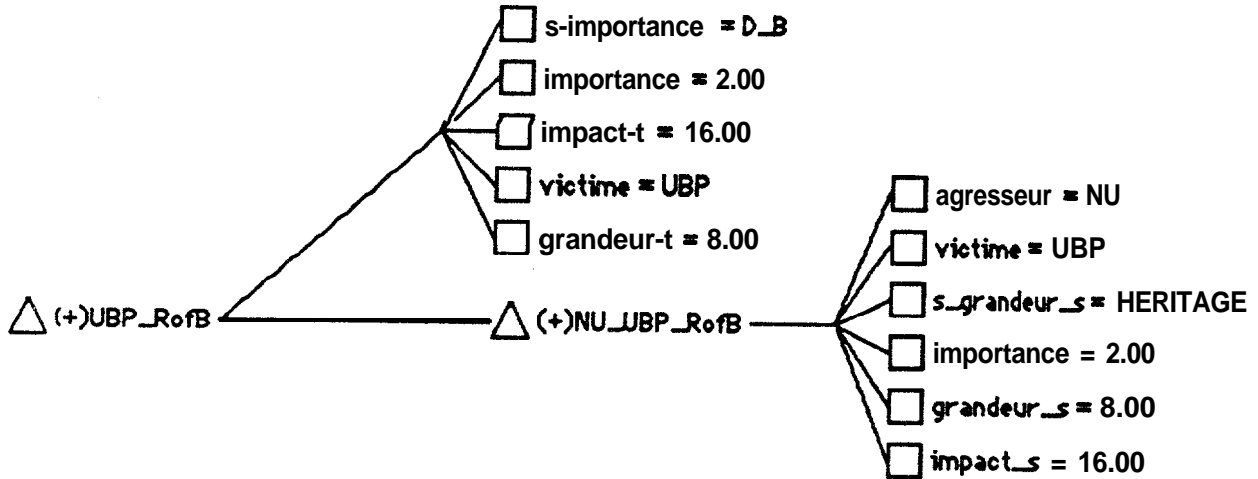 s-importance = D_B
importance = 2.00
impact-t = 16.00
victime = UBP
grandeur-t = 8.00
(+)UBP_RofB
(+)NU_UBP_RofB
agresseur = NU
victime = UBP
s_grandeur_s = HERITAGE
importance = 2.00
grandeur_s = 8.00
impact_s = 16.00